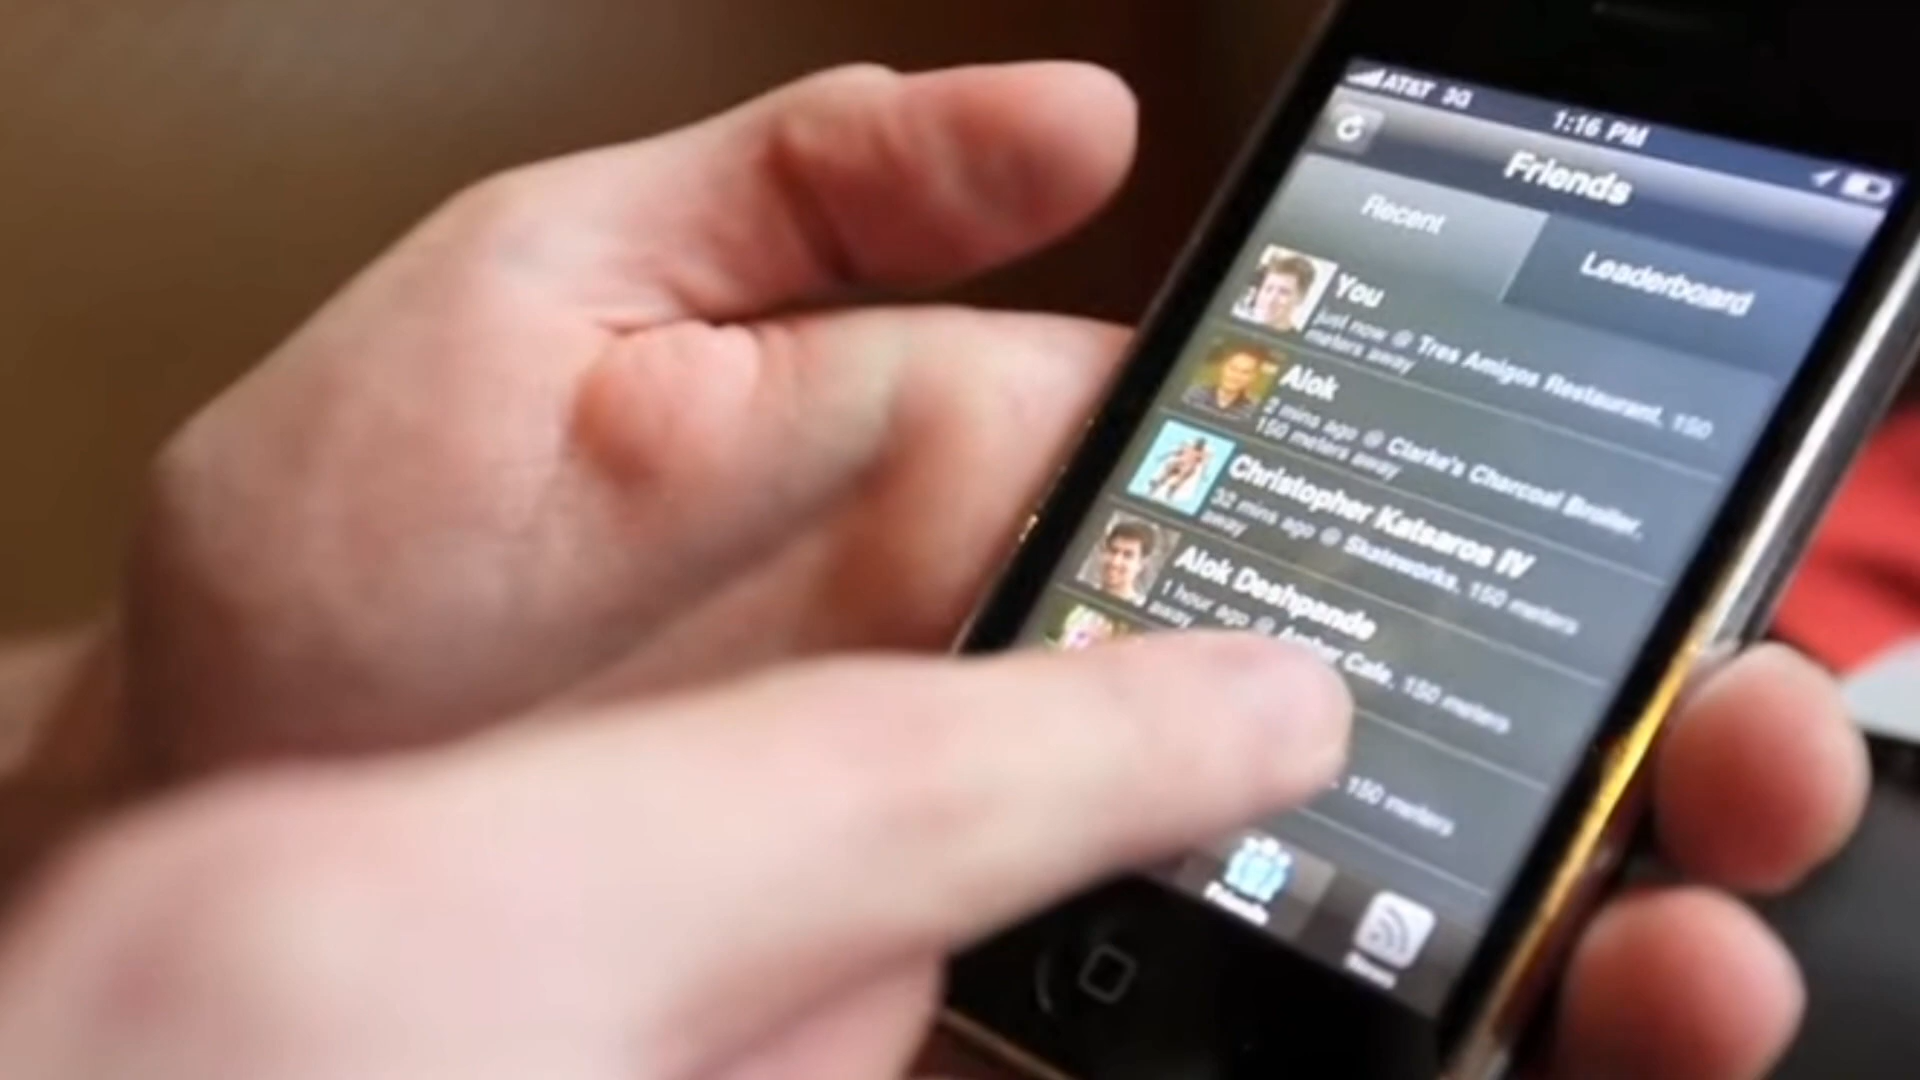 AT&T 3G
1:16 PM
Friends
Recent
Leaderboard
You
just now @ Tres Amigos Restaurant, 150
meters away
Alok
2 mins ago @ Clarke's Charcoal Broiler,
150 meters away
Christopher Katsaros IV
32 mins ago @ Skateworks, 150 meters
away
Alok Deshpande
1 hour ago @ Cafe, 150 meters
away
150 meters
Friends
News